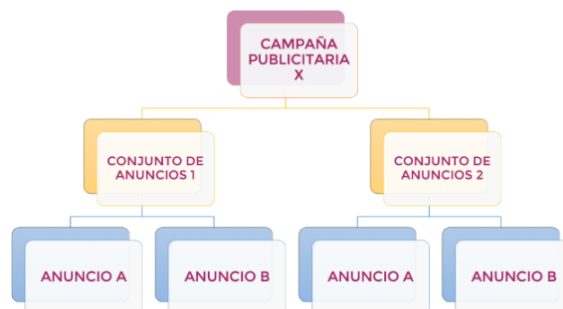 CAMPAÑA
PUBLICITARIA
X
CONJUNTO DE
ANUNCIOS 1
CONJUNTO DE
ANUNCIOS 2
ANUNCIO A
ANUNCIO B
ANUNCIO A
ANUNCIO B